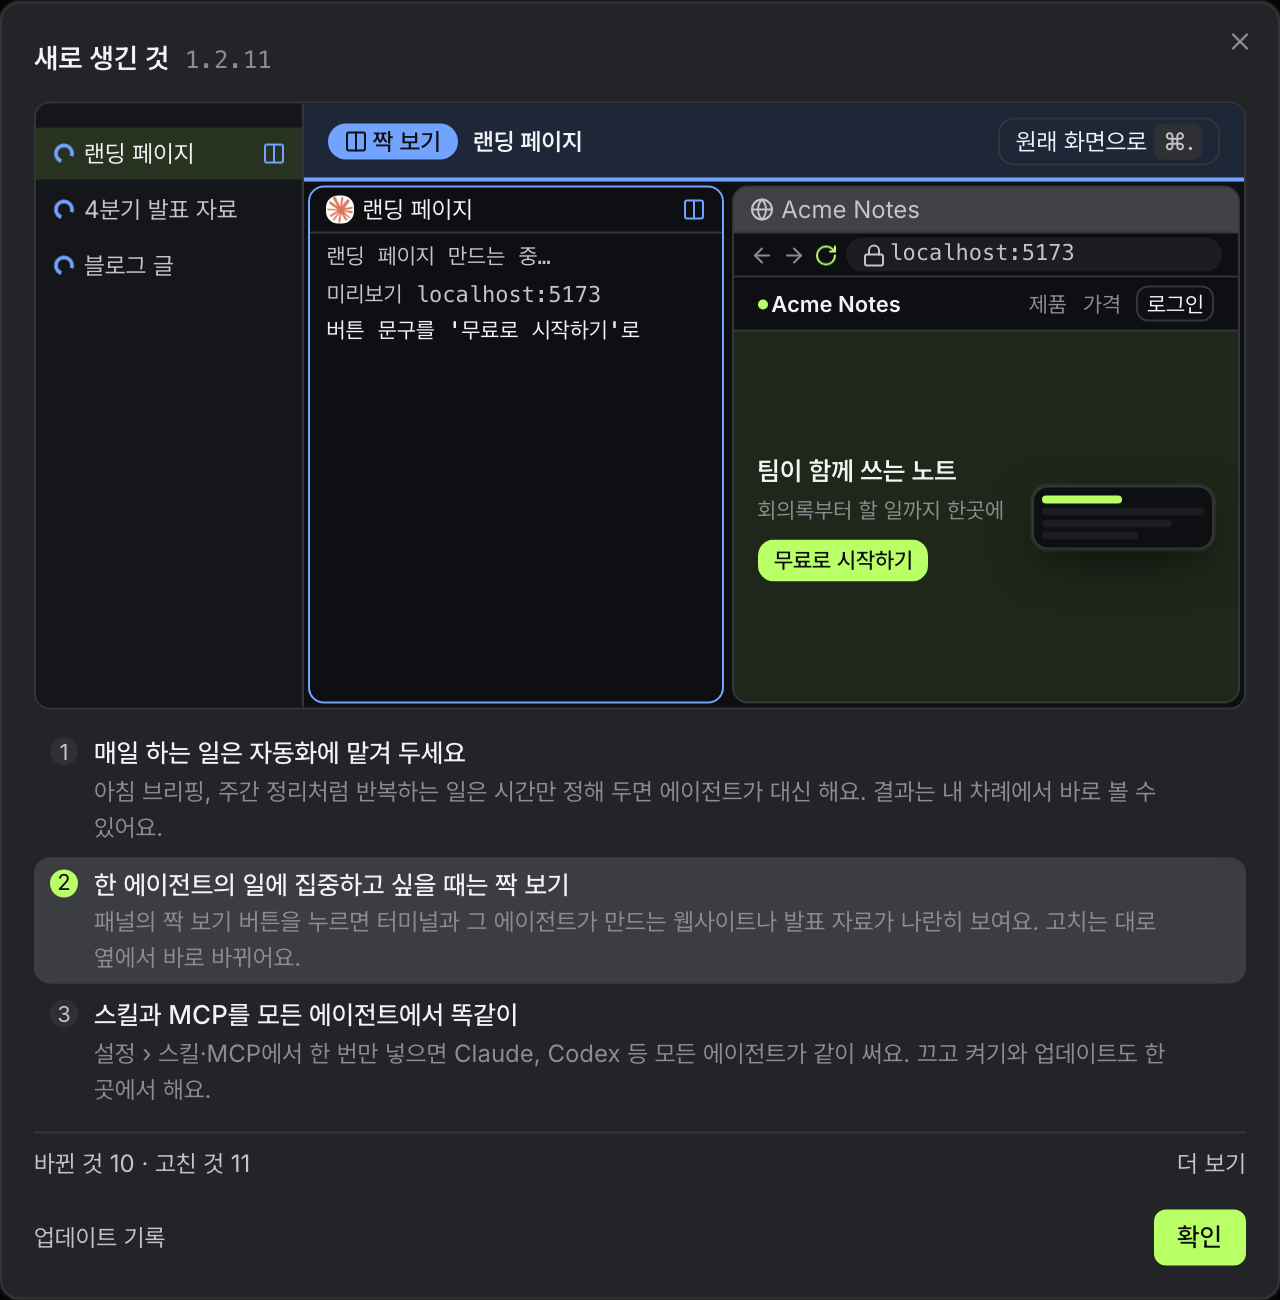 새로 생긴 것 1.2.11
랜딩 페이지
4분기 발표 자료
블로그 글
짝 보기 랜딩 페이지
원래 화면으로 ⌘.
랜딩 페이지
랜딩 페이지 만드는 중…
미리보기 localhost:5173
버튼 문구를 '무료로 시작하기'로
Acme Notes
localhost:5173
Acme Notes 제품 가격 로그인
팀이 함께 쓰는 노트
회의록부터 할 일까지 한곳에
무료로 시작하기
1 매일 하는 일은 자동화에 맡겨 두세요
아침 브리핑, 주간 정리처럼 반복하는 일은 시간만 정해 두면 에이전트가 대신 해요. 결과는 내 차례에서 바로 볼 수
있어요.
2 한 에이전트의 일에 집중하고 싶을 때는 짝 보기
패널의 짝 보기 버튼을 누르면 터미널과 그 에이전트가 만드는 웹사이트나 발표 자료가 나란히 보여요. 고치는 대로
옆에서 바로 바뀌어요.
3 스킬과 MCP를 모든 에이전트에서 똑같이
설정 › 스킬·MCP에서 한 번만 넣으면 Claude, Codex 등 모든 에이전트가 같이 써요. 끄고 켜기와 업데이트도 한
곳에서 해요.
바뀐 것 10 · 고친 것 11
더 보기
업데이트 기록
확인